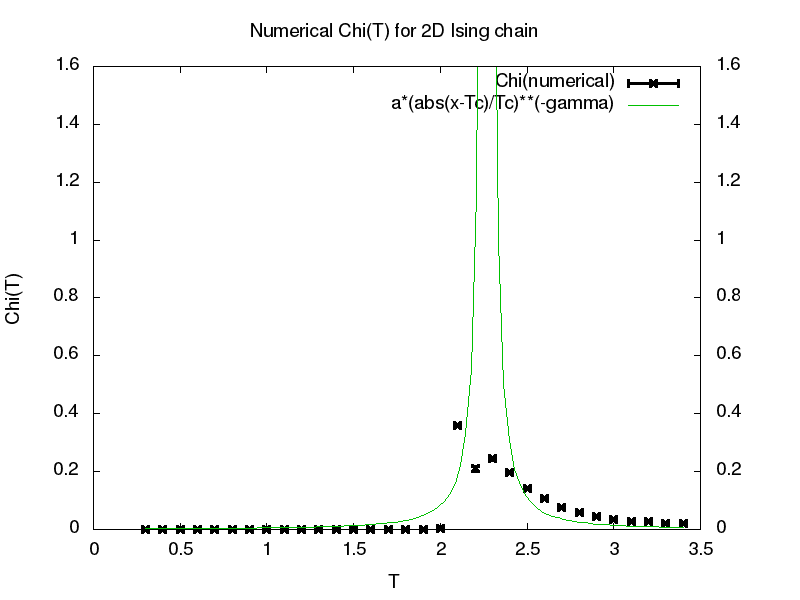 Numerical Chi(T) for 2D Ising chain
1.6 1.6
Chi(numerical)
a*(abs(x-Tc)/Tc)**(-gamma)
1.4 1.4
1.2 1.2
1 1
Chi(T)
0.8 0.8
0.6 0.6
0.4 0.4
0.2 0.2
0 0
0 0.5 1 1.5 2 2.5 3 3.5
T